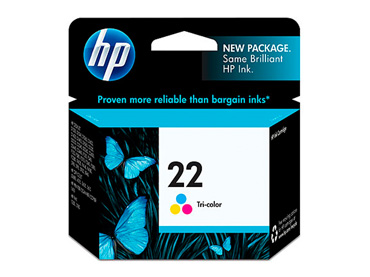 hp
NEW PACKAGE.
Same Brilliant
HP Ink.
Proven more reliable than bargain inks*
22
Tri-color